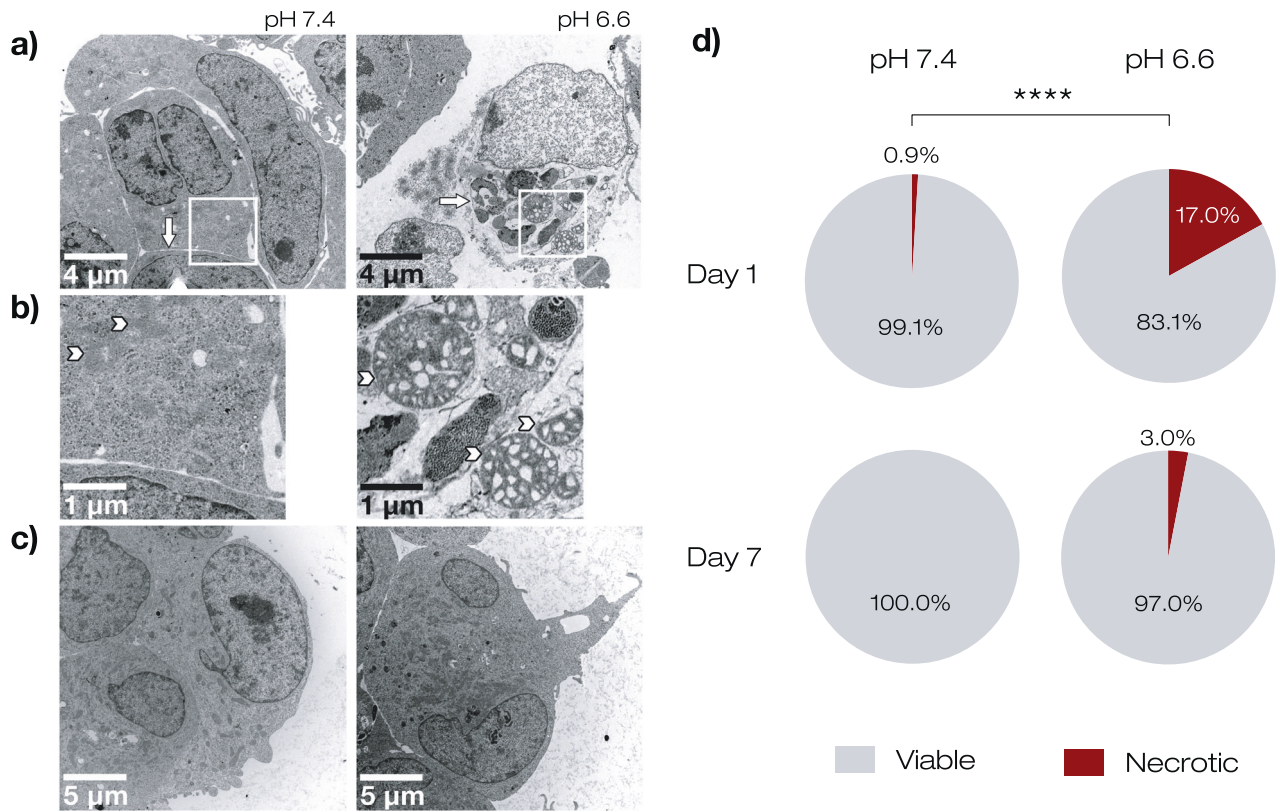 a)
pH 7.4
pH 6.6
4 µm
4 µm
b)
1 µm
1 µm
c)
5 µm
5 µm
d)
pH 7.4
pH 6.6
****
Day 1
0.9%
99.1%
17.0%
83.1%
Day 7
100.0%
3.0%
97.0%
Viable
Necrotic